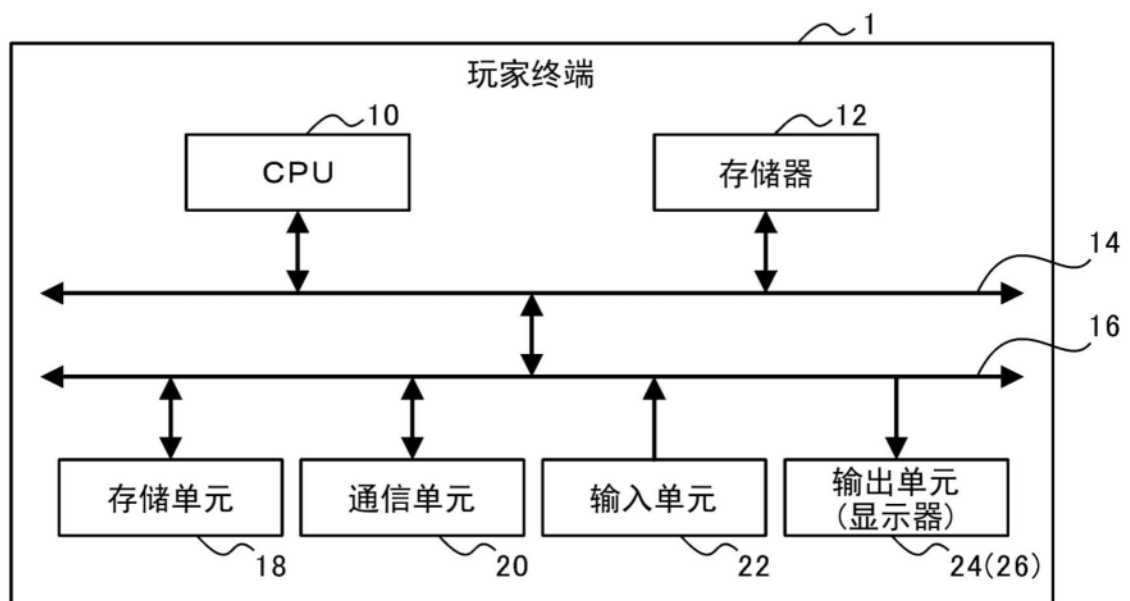 1
玩家终端
10
12
CPU
存储器
14
16
存储单元
通信单元
输入单元
输出单元
(显示器)
18
20
22
24(26)